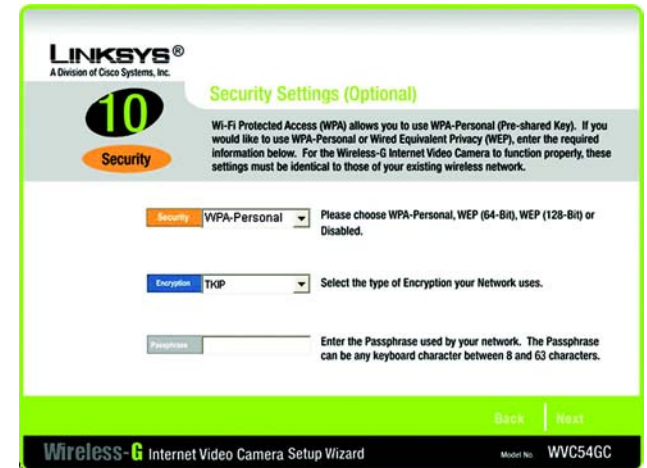 LINKSYS®
A Division of Cisco Systems, Inc.
10
Security
Security Settings (Optional)
Wi-Fi Protected Access (WPA) allows you to use WPA-Personal (Pre-shared Key). If you
would like to use WPA-Personal or Wired Equivalent Privacy (WEP), enter the required
information below. For the Wireless-G Internet Video Camera to function properly, these
settings must be identical to those of your existing wireless network.
Security WPA-Personal Please choose WPA-Personal, WEP (64-Bit), WEP (128-Bit) or
Disabled.
Encryption TKIP Select the type of Encryption your Network uses.
Passphrase Enter the Passphrase used by your network. The Passphrase
can be any keyboard character between 8 and 63 characters.
Back Next
Wireless-G Internet Video Camera Setup Wizard Model No. WVC54GC